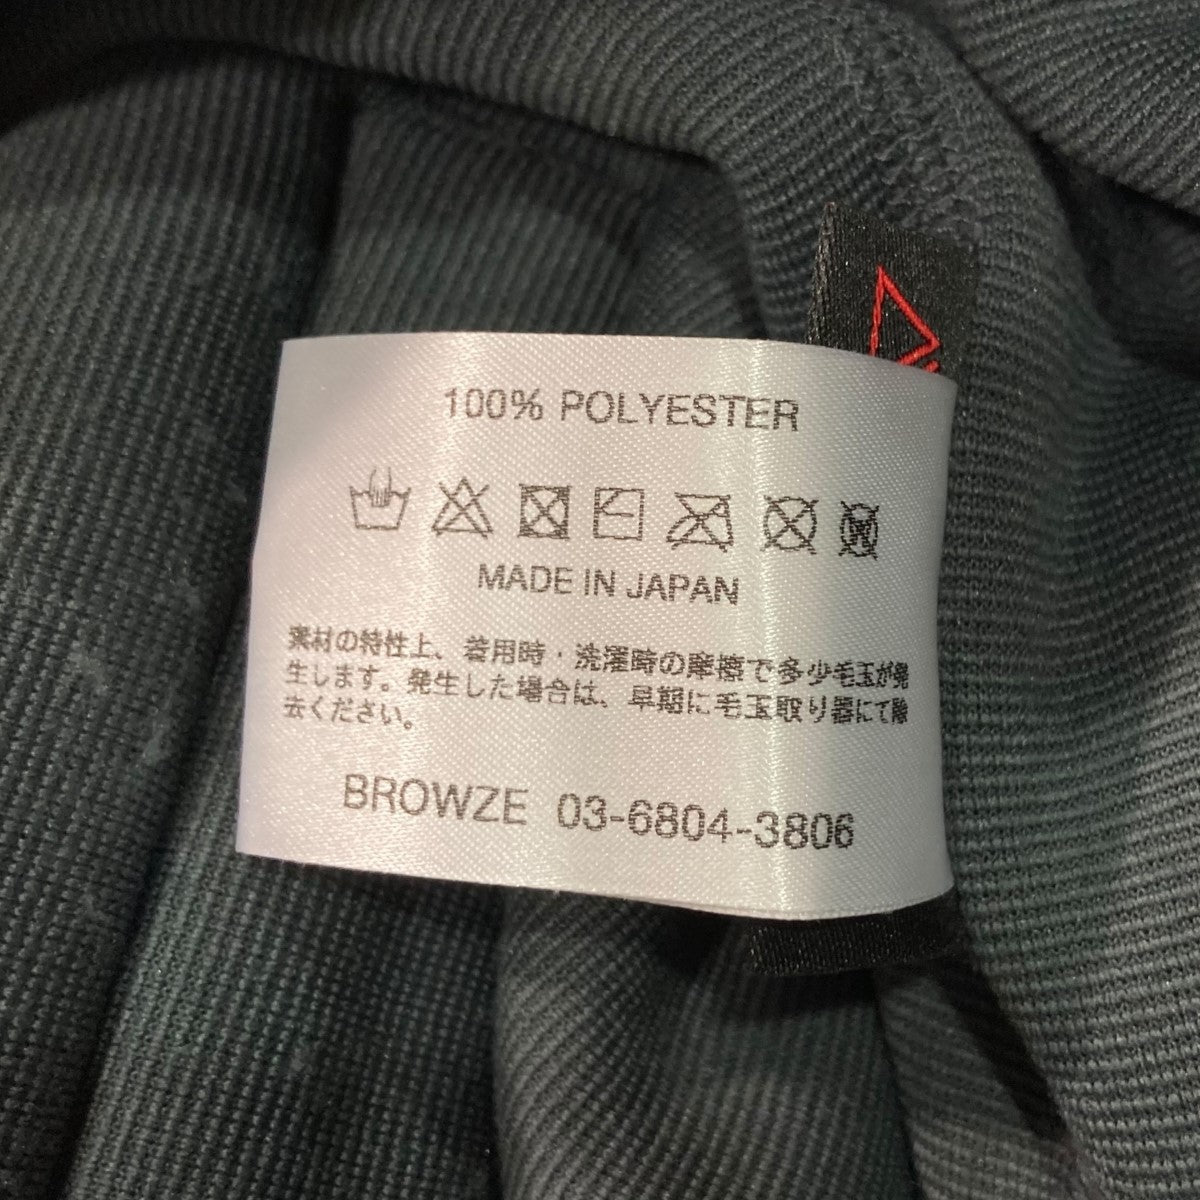 100% POLYESTER
W
MADE IN JAPAN
素材の特性上、着用時・洗濯時の摩擦で多少毛玉が発
生します。発生した場合は、早期に毛玉取り器にて除
去ください。
BROWZE 03-6804-3806